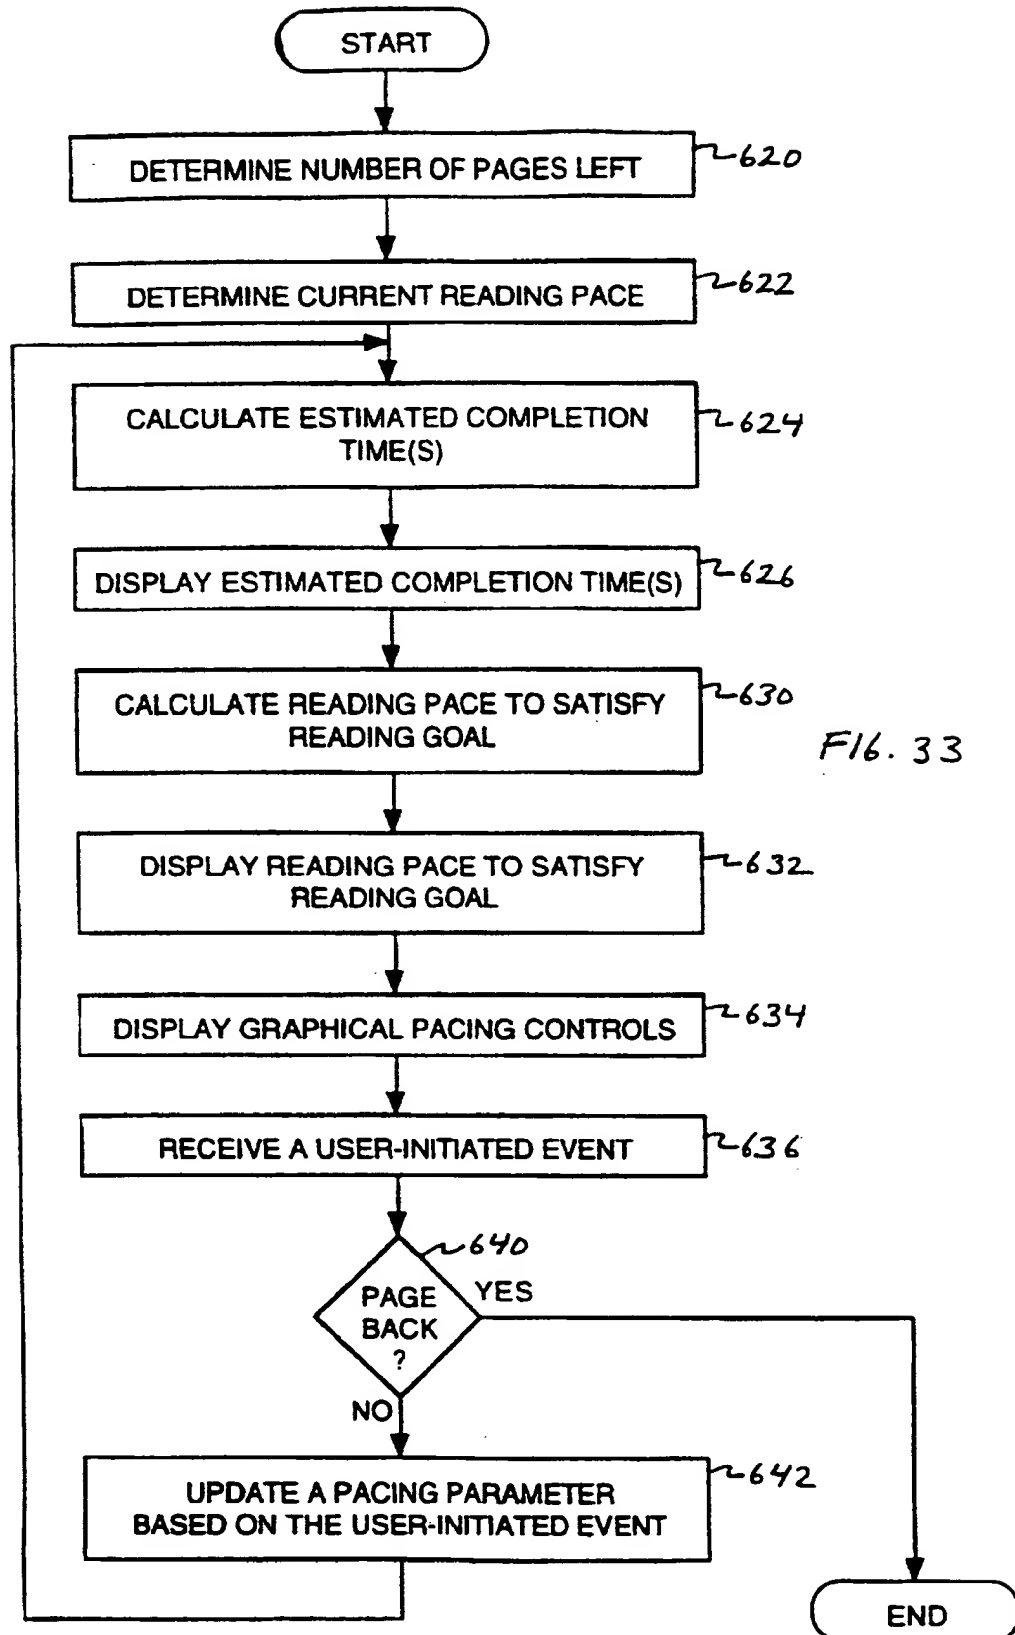 START
DETERMINE NUMBER OF PAGES LEFT
620
DETERMINE CURRENT READING PACE
622
CALCULATE ESTIMATED COMPLETION
TIME(S)
624
DISPLAY ESTIMATED COMPLETION TIME(S)
626
CALCULATE READING PACE TO SATISFY
READING GOAL
630
FIG. 33
DISPLAY READING PACE TO SATISFY
READING GOAL
632
DISPLAY GRAPHICAL PACING CONTROLS
634
RECEIVE A USER-INITIATED EVENT
636
640
PAGE
BACK
?
YES
NO
UPDATE A PACING PARAMETER
BASED ON THE USER-INITIATED EVENT
642
END